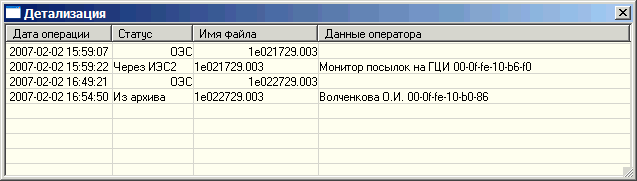 Детализация
Дата операции Статус Имя файла Данные оператора
2007-02-02 15:59:07 ОЭС 1e021729.003
2007-02-02 15:59:22 Через ИЭС2 1e021729.003 Монитор посылок на ГЦИ 00-0f-fe-10-b6-f0
2007-02-02 16:49:21 ОЭС 1e022729.003
2007-02-02 16:54:50 Из архива 1e022729.003 Волченкова О.И. 00-0f-fe-10-b0-86